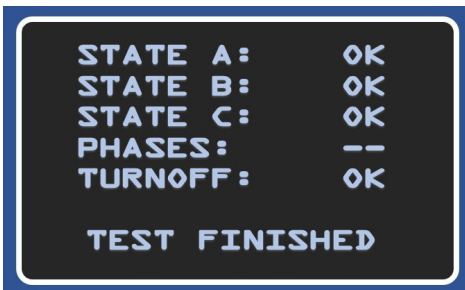 STATE A: OK
STATE B: OK
STATE C: OK
PHASES: --
TURNOFF: OK
TEST FINISHED